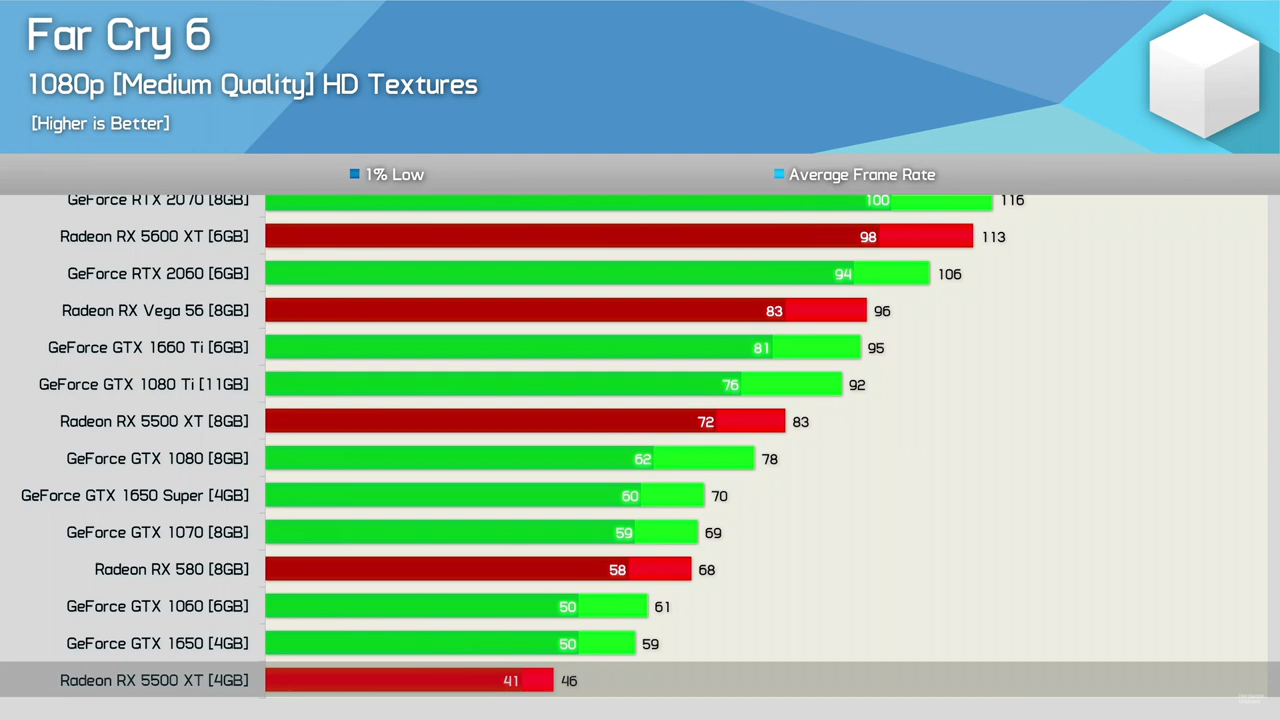 Far Cry 6
1080p [Medium Quality] HD Textures
[Higher is Better]
1% Low Average Frame Rate
GeForce RTX 2070 [8GB] 100 116
Radeon RX 5600 XT [6GB] 98 113
GeForce RTX 2060 [6GB] 94 106
Radeon RX Vega 56 [8GB] 83 96
GeForce GTX 1660 Ti [6GB] 81 95
GeForce GTX 1080 Ti [11GB] 76 92
Radeon RX 5500 XT [8GB] 72 83
GeForce GTX 1080 [8GB] 62 78
GeForce GTX 1650 Super [4GB] 60 70
GeForce GTX 1070 [8GB] 59 69
Radeon RX 580 [8GB] 58 68
GeForce GTX 1060 [6GB] 50 61
GeForce GTX 1650 [4GB] 50 59
Radeon RX 5500 XT [4GB] 41 46